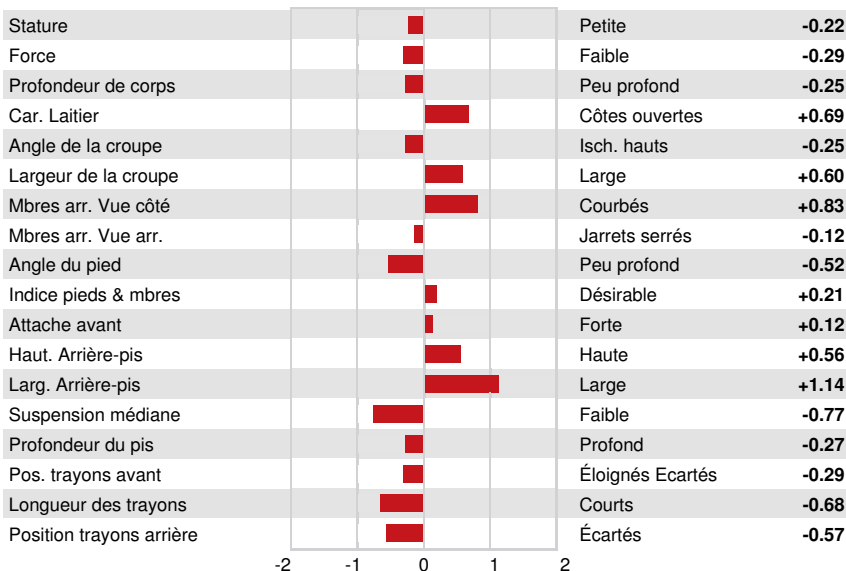 Stature Petite -0.22
Force Faible -0.29
Profondeur de corps Peu profond -0.25
Car. Laitier Côtes ouvertes +0.69
Angle de la croupe Isch. hauts -0.25
Largeur de la croupe Large +0.60
Mbres arr. Vue côté Courbés +0.83
Mbres arr. Vue arr. Jarrets serrés -0.12
Angle du pied Peu profond -0.52
Indice pieds & mbres Désirable +0.21
Attache avant Forte +0.12
Haut. Arrière-pis Haute +0.56
Larg. Arrière-pis Large +1.14
Suspension médiane Faible -0.77
Profondeur du pis Profond -0.27
Pos. trayons avant Éloignés Ecartés -0.29
Longueur des trayons Courts -0.68
Position trayons arrière Écartés -0.57
-2 -1 0 1 2